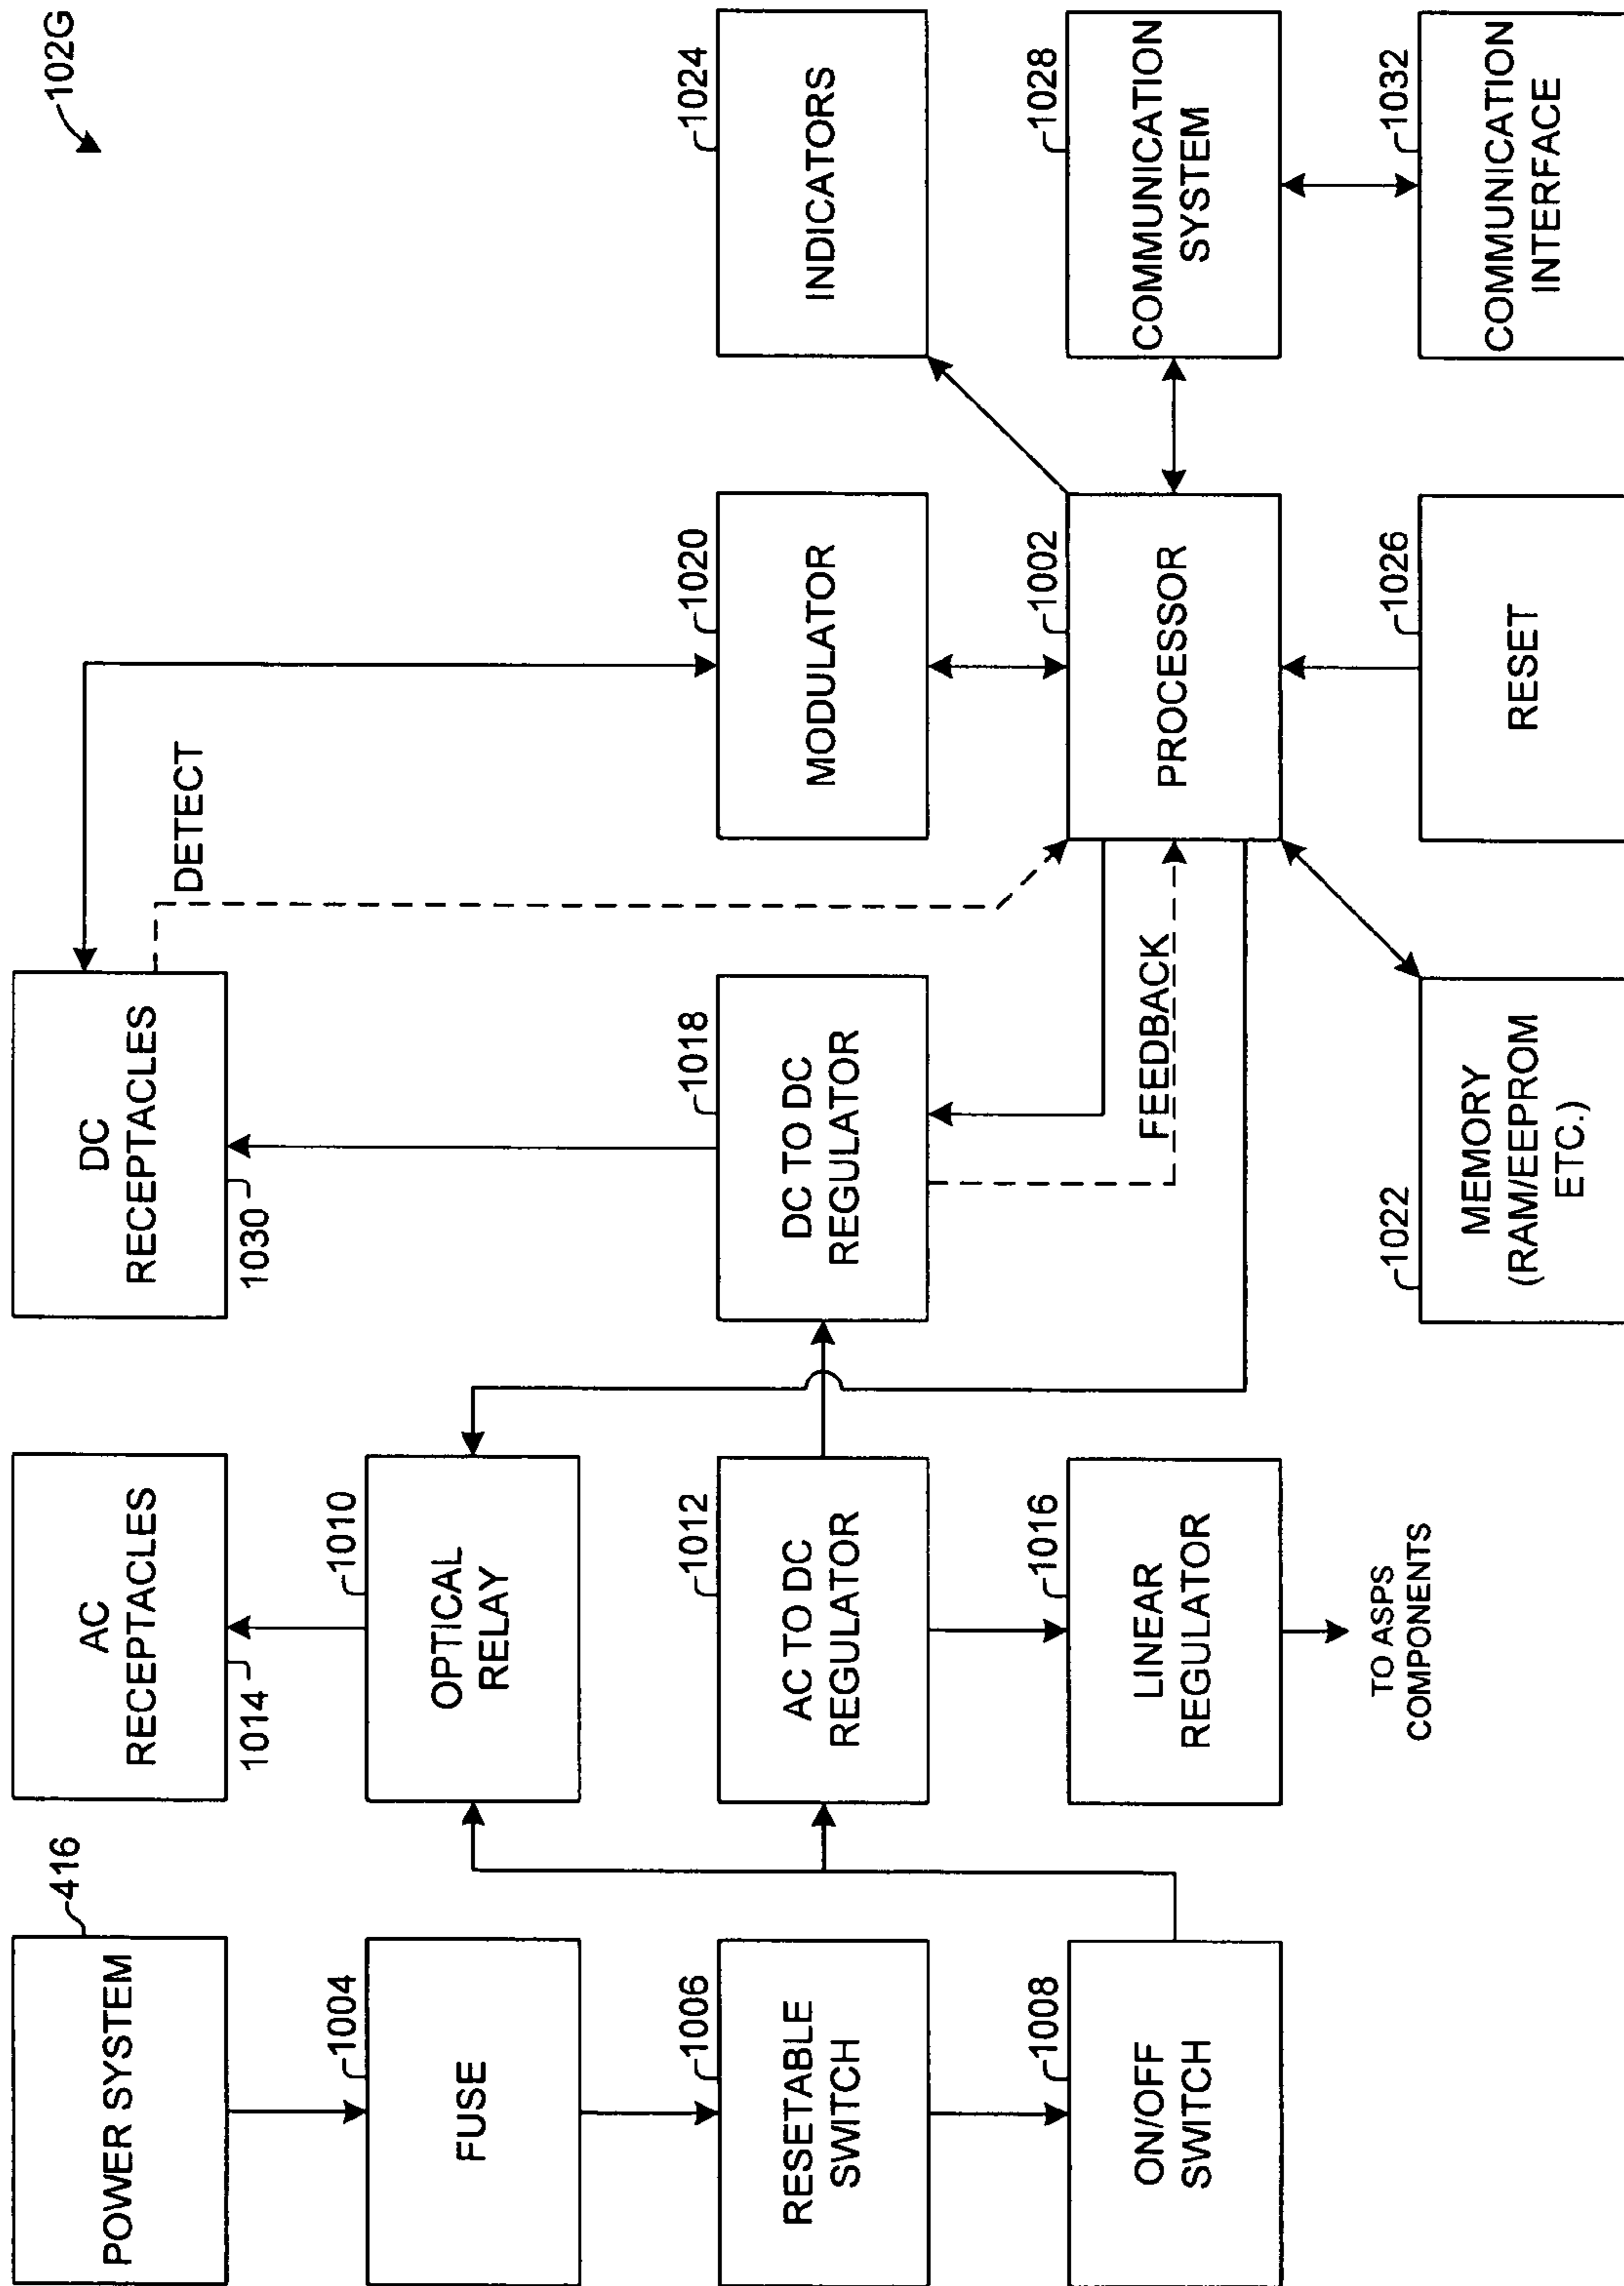 102G
POWER SYSTEM
416
1004
FUSE
1006
RESETABLE
SWITCH
1008
ON/OFF
SWITCH
AC
RECEPTACLES
1014
1010
OPTICAL
RELAY
1012
AC TO DC
REGULATOR
1016
LINEAR
REGULATOR
TO ASPS
COMPONENTS
DC
RECEPTACLES
1030
DETECT
1018
DC TO DC
REGULATOR
FEEDBACK
1022
MEMORY
(RAM/EEPROM
ETC.)
1020
MODULATOR
1002
PROCESSOR
1026
RESET
1024
INDICATORS
1028
COMMUNICATION
SYSTEM
1032
COMMUNICATION
INTERFACE